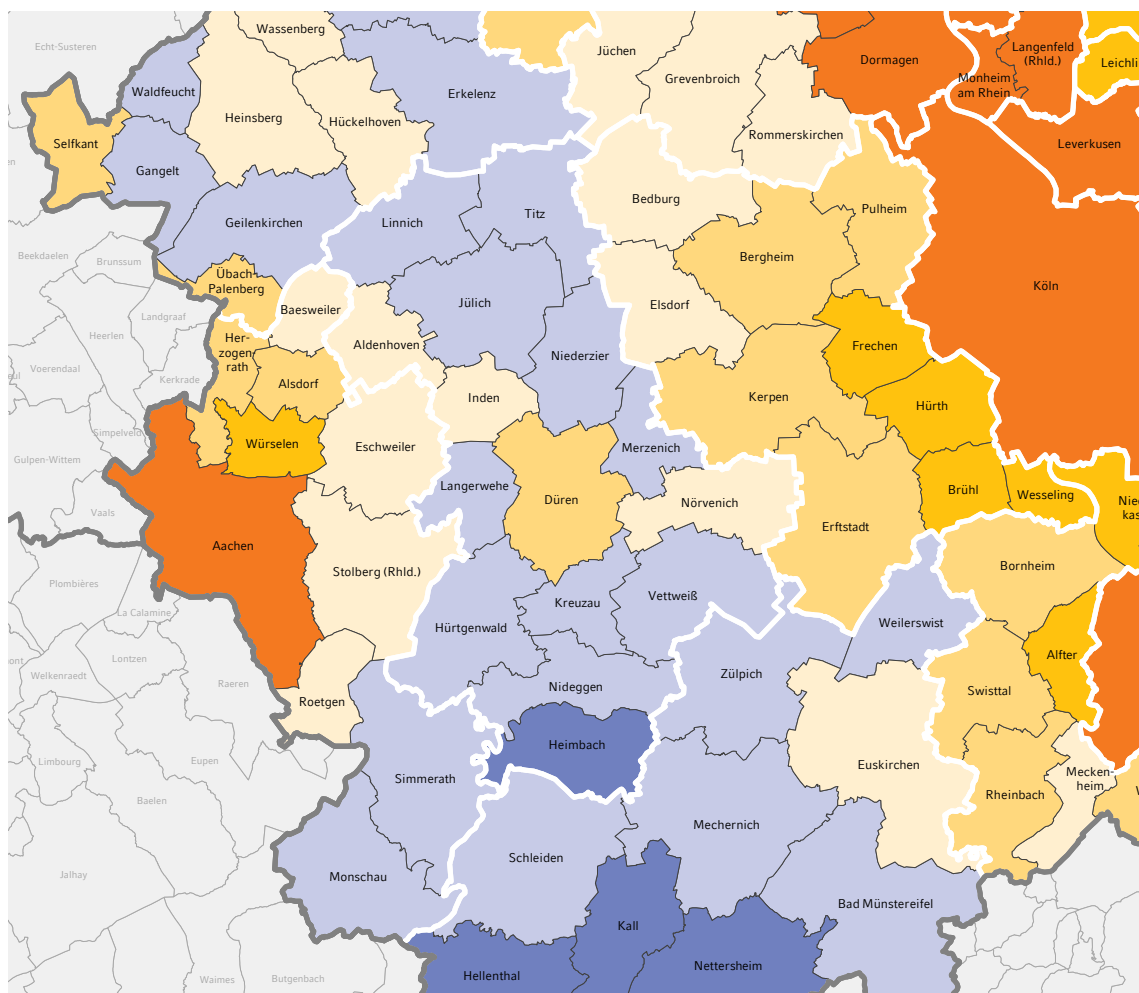 Echt-Susteren
Wassenberg
Jüchen
Dormagen
Langenfeld
(Rhld.)
Leichli
Waldfeucht
Erkelenz
Grevenbroich
Monheim
am Rhein
Heinsberg
Hückelhoven
Rommerskirchen
Selfkant
Leverkusen
en
Gangelt
Bedburg
Geilenkirchen
Linnich
Titz
Pulheim
Beekdaelen
Brunssum
Bergheim
Übach-
Palenberg
Köln
Jülich
Baesweiler
Elsdorf
Landgraaf
Heerlen
Her-
zogen-
rath
Aldenhoven
Frechen
Niederzier
Voerendaal
Kerkrade
Alsdorf
Inden
Kerpen
Hürth
Simpelveld
Würselen
Eschweiler
Merzenich
Gulpen-Wittem
Langerwehe
Düren
Nörvenich
Brühl
Wesseling
Nie
kas
Vaals
Aachen
Erftstadt
Bornheim
Plombières
Stolberg (Rhld.)
Kreuzau
Vettweiß
La Calamine
Hürtgenwald
Weilerswist
Lontzen
Alfter
Welkenraedt
Raeren
Nideggen
Zülpich
Swisttal
Roetgen
Heimbach
Limbourg
Eupen
Simmerath
Euskirchen
Mecken-
heim
Baelen
Rheinbach
Mechernich
Schleiden
Jalhay
Monschau
Bad Münstereifel
Kall
Nettersheim
Hellenthal
Waimes
Butgenbach